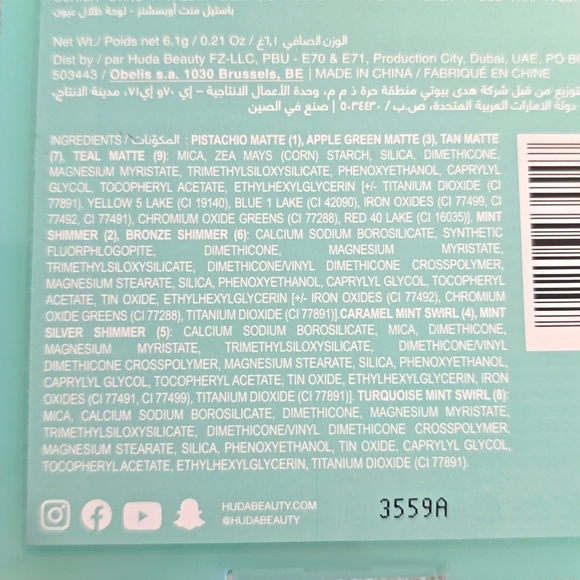 باستيل منت أوبسشنز - لوحة ظلال عيون
Net Wt./ Poids net 6.1g / 0.21 Oz / الوزن الصافي ٦,١غ
Dist by / par Huda Beauty FZ-LLC, PBU - E70 & E71, Production City, Dubai, UAE, PO BO
503443 / Obelis s.a. 1030 Brussels, BE | MADE IN CHINA / FABRIQUÉ EN CHINE
توزيع من قبل شركة هدى بيوتي منطقة حرة ذ م م، وحدة الأعمال الانتاجية – إي ٧٠ و إي٧١، مدينة الانتاج،
دولة الامارات العربية المتحدة، ص.ب/ ٥٠٣٤٤٣٠ | صنع في الصين
INGREDIENTS / المكوّنات : PISTACHIO MATTE (1), APPLE GREEN MATTE (3), TAN MATTE
(7), TEAL MATTE (9): MICA, ZEA MAYS (CORN) STARCH, SILICA, DIMETHICONE,
MAGNESIUM MYRISTATE, TRIMETHYLSILOXYSILICATE, PHENOXYETHANOL, CAPRYLYL
GLYCOL, TOCOPHERYL ACETATE, ETHYLHEXYLGLYCERIN [+/- TITANIUM DIOXIDE (CI
77891), YELLOW 5 LAKE (CI 19140), BLUE 1 LAKE (CI 42090), IRON OXIDES (CI 77499, CI
77492, CI 77491), CHROMIUM OXIDE GREENS (CI 77288), RED 40 LAKE (CI 16035)]. MINT
SHIMMER (2), BRONZE SHIMMER (6): CALCIUM SODIUM BOROSILICATE, SYNTHETIC
FLUORPHLOGOPITE, DIMETHICONE, MAGNESIUM MYRISTATE,
TRIMETHYLSILOXYSILICATE, DIMETHICONE/VINYL DIMETHICONE CROSSPOLYMER,
MAGNESIUM STEARATE, SILICA, PHENOXYETHANOL, CAPRYLYL GLYCOL, TOCOPHERYL
ACETATE, TIN OXIDE, ETHYLHEXYLGLYCERIN [+/- IRON OXIDES (CI 77492), CHROMIUM
OXIDE GREENS (CI 77288), TITANIUM DIOXIDE (CI 77891)].CARAMEL MINT SWIRL (4), MINT
SILVER SHIMMER (5): CALCIUM SODIUM BOROSILICATE, MICA, DIMETHICONE,
MAGNESIUM MYRISTATE, TRIMETHYLSILOXYSILICATE, DIMETHICONE/VINYL
DIMETHICONE CROSSPOLYMER, MAGNESIUM STEARATE, SILICA, PHENOXYETHANOL,
CAPRYLYL GLYCOL, TOCOPHERYL ACETATE, TIN OXIDE, ETHYLHEXYLGLYCERIN, IRON
OXIDES (CI 77491, CI 77499), TITANIUM DIOXIDE (CI 77891)]. TURQUOISE MINT SWIRL (8):
MICA, CALCIUM SODIUM BOROSILICATE, DIMETHICONE, MAGNESIUM MYRISTATE,
TRIMETHYLSILOXYSILICATE, DIMETHICONE/VINYL DIMETHICONE CROSSPOLYMER,
MAGNESIUM STEARATE, SILICA, PHENOXYETHANOL, TIN OXIDE, CAPRYLYL GLYCOL,
TOCOPHERYL ACETATE, ETHYLHEXYLGLYCERIN, TITANIUM DIOXIDE (CI 77891).
HUDABEAUTY.COM
@HUDABEAUTY
3559A